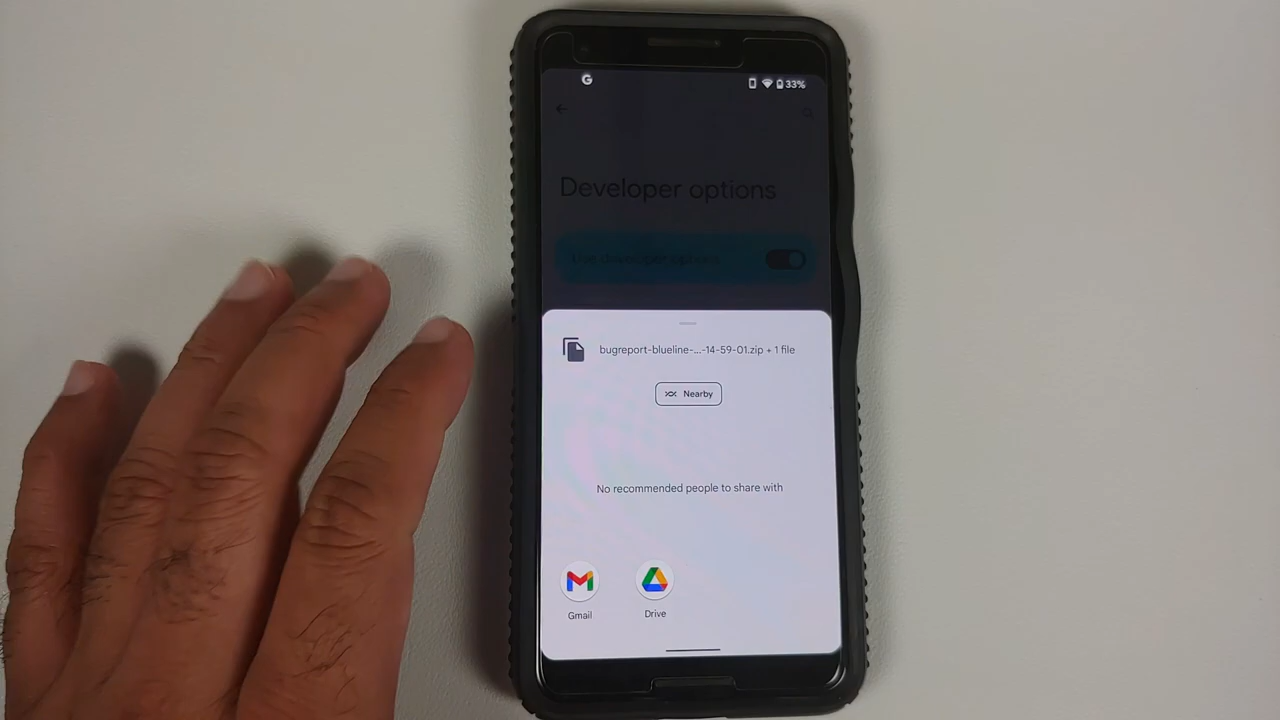 G
33%
Developer options
Use developer options
bugreport-blueline-...-14-59-01.zip + 1 file
Nearby
No recommended people to share with
Gmail
Drive